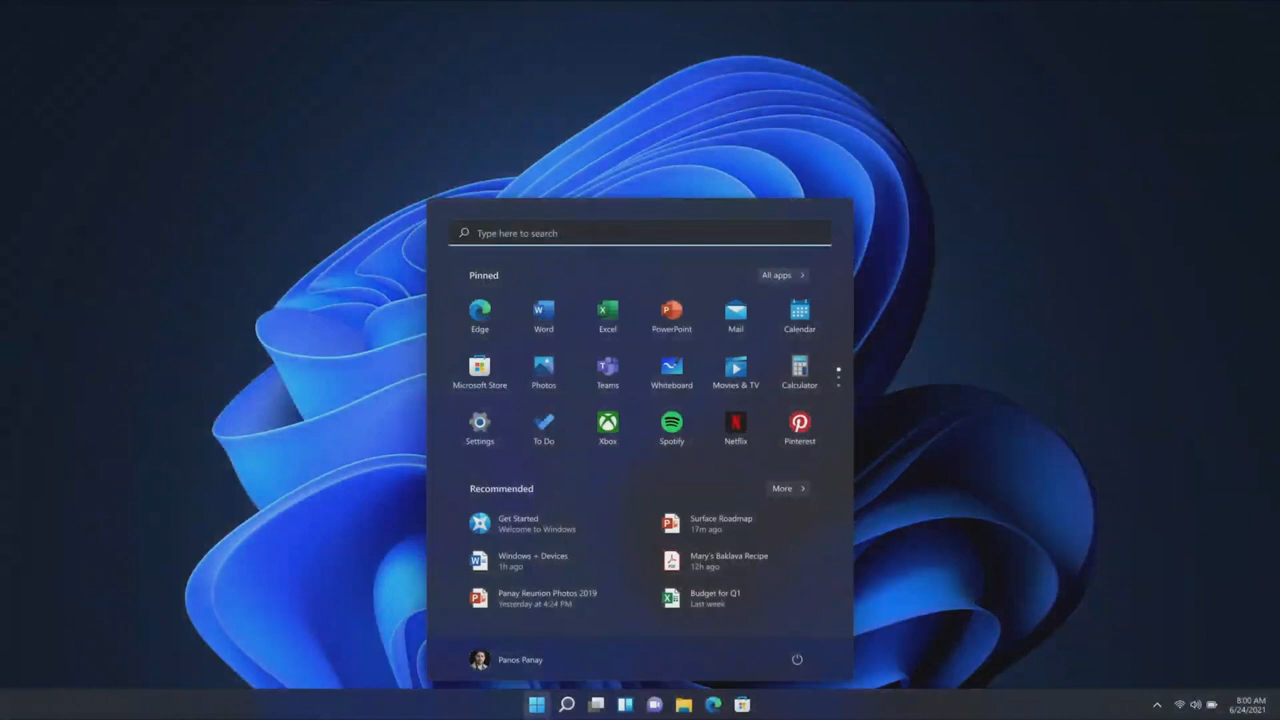 Type here to search
Pinned
All apps
Edge
Word
Excel
PowerPoint
Mail
Calendar
Microsoft Store
Photos
Teams
Whiteboard
Movies & TV
Calculator
Settings
To Do
Xbox
Spotify
Netflix
Pinterest
Recommended
More
Get Started
Welcome to Windows
Surface Roadmap
17m ago
Windows + Devices
1h ago
Mary's Baklava Recipe
12h ago
Panay Reunion Photos 2019
Yesterday at 4:24 PM
Budget for Q1
Last week
Panos Panay
8:00 AM
6/24/2021